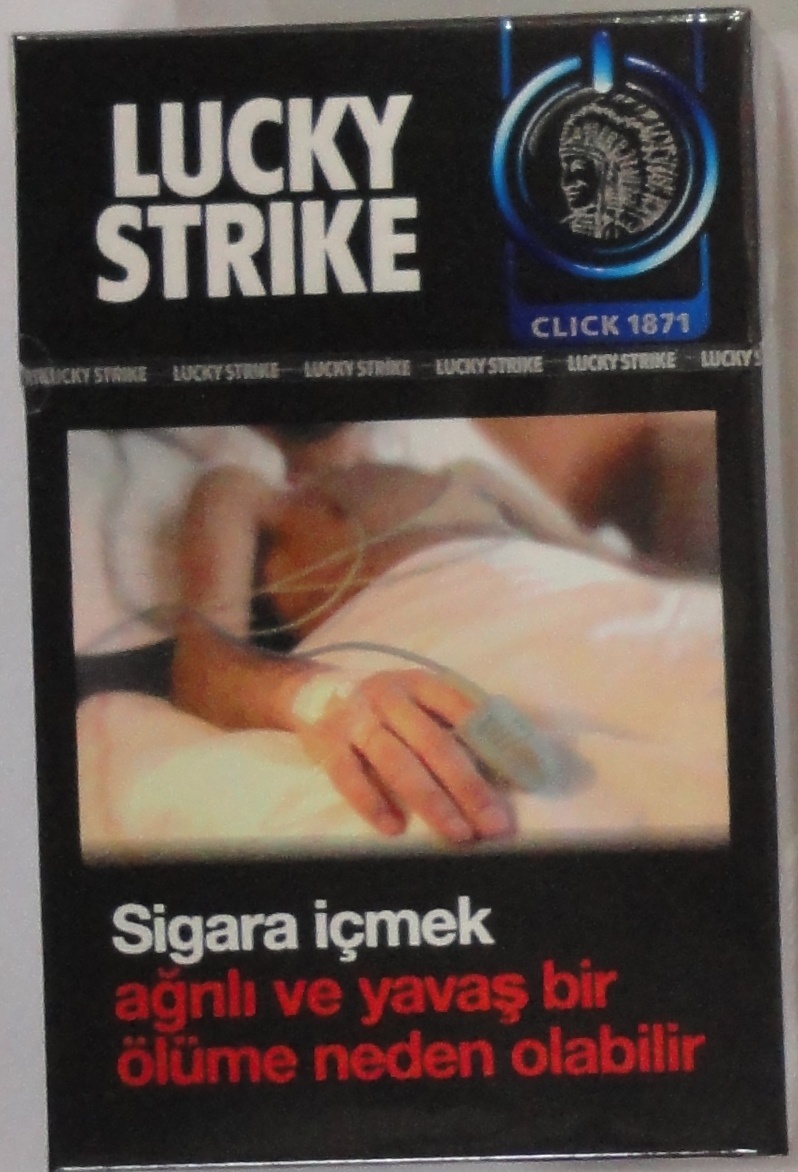 LUCKY
STRIKE
CLICK 1871
LUCKY STRIKE LUCKY STRIKE LUCKY STRIKE LUCKY STRIKE LUCKY STRIKE LUCKY S
Sigara içmek
ağrılı ve yavaş bir
ölüme neden olabilir